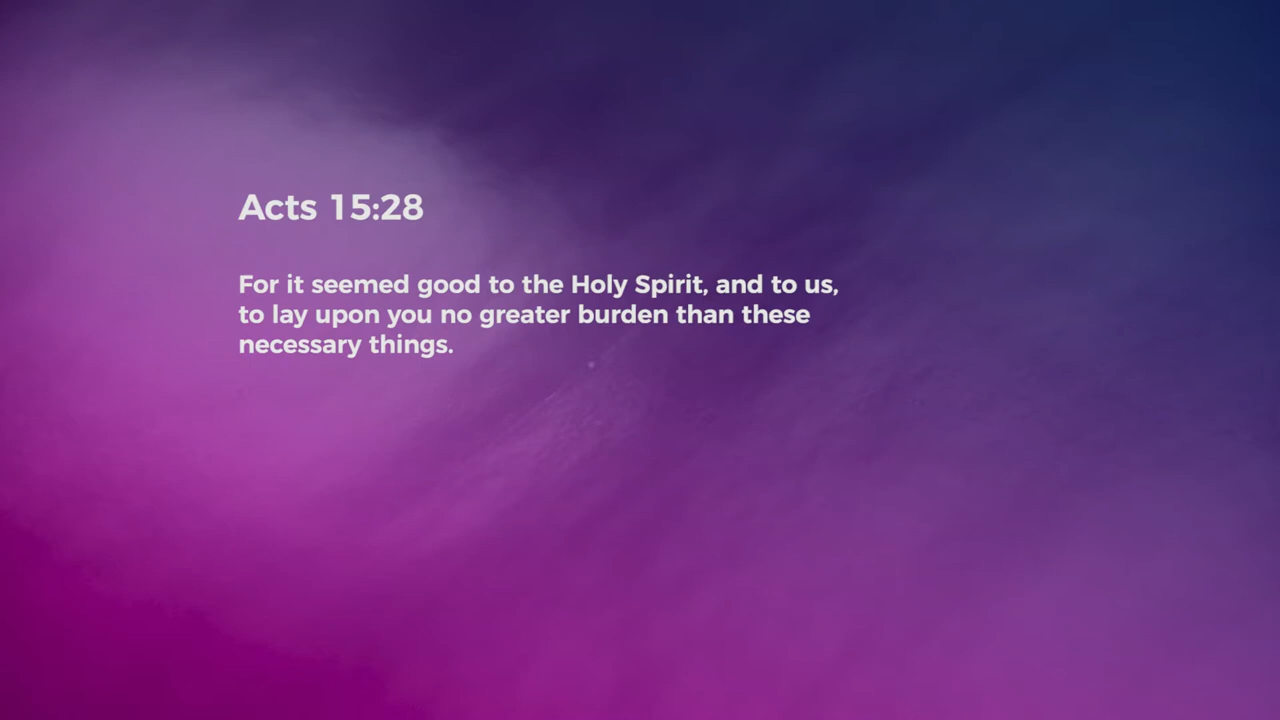 Acts 15:28
For it seemed good to the Holy Spirit, and to us,
to lay upon you no greater burden than these
necessary things.